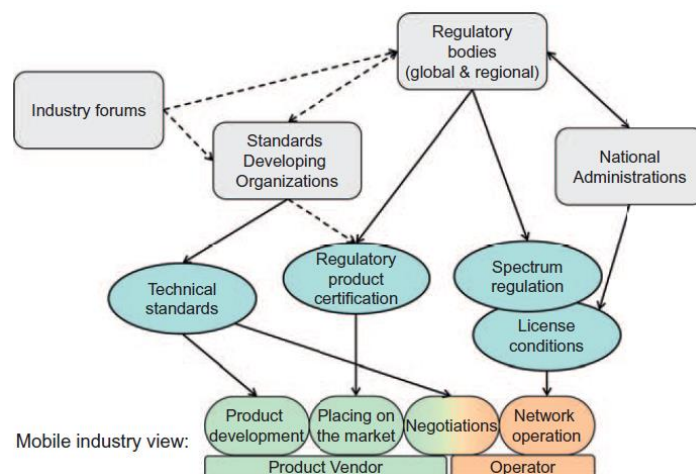 Regulatory
bodies
(global & regional)
Industry forums
Standards
Developing
Organizations
National
Administrations
Technical
standards
Regulatory
product
certification
Spectrum
regulation
License
conditions
Mobile industry view:
Product
development
Placing on
the market
Negotiations
Network
operation
Product Vendor
Operator